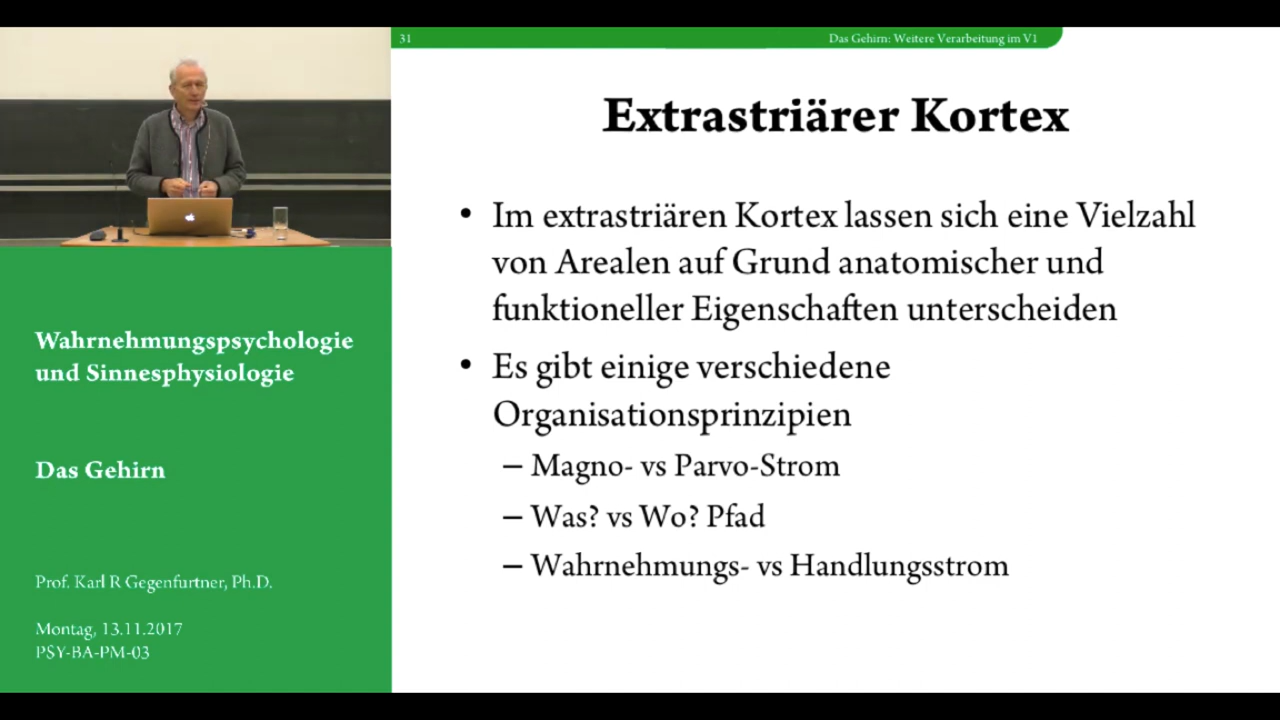 31
Das Gehirn: Weitere Verarbeitung im V1
Extrastriärer Kortex
• Im extrastriären Kortex lassen sich eine Vielzahl
von Arealen auf Grund anatomischer und
funktioneller Eigenschaften unterscheiden
• Es gibt einige verschiedene
Organisationsprinzipien
– Magno- vs Parvo-Strom
– Was? vs Wo? Pfad
– Wahrnehmungs- vs Handlungsstrom
Wahrnehmungspsychologie
und Sinnesphysiologie
Das Gehirn
Prof. Karl R Gegenfurtner, Ph.D.
Montag, 13.11.2017
PSY-BA-PM-03